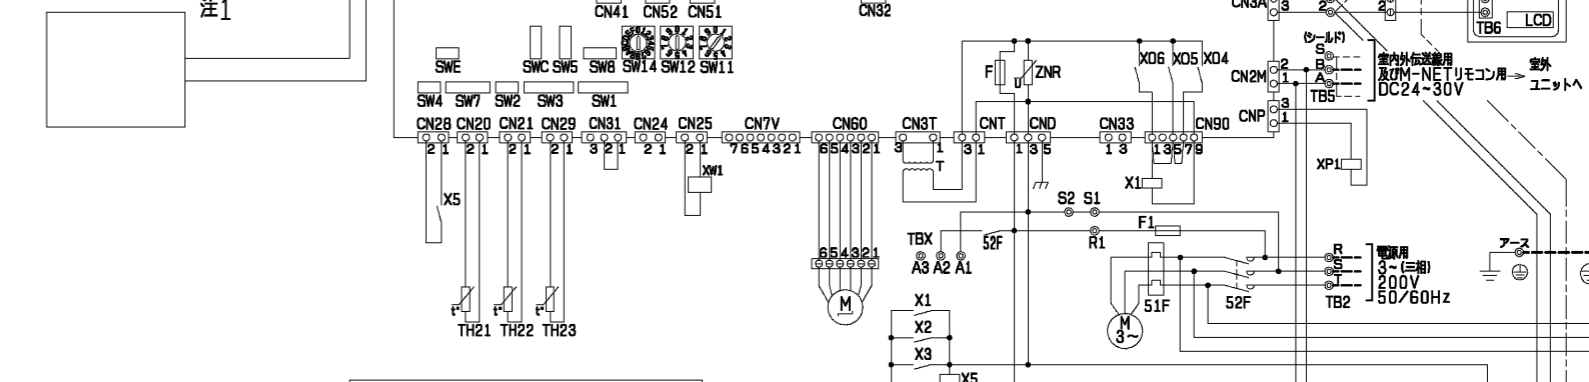 注1
CN41 CN52 CN51
CN32
CN3A 3 2 2
TB6 LCD
SWE SWC SW5 SW8 SW14 SW12 SW11
F U ZNR X06 X05 X04
(シールド)
S
B
A
TB5
CN2M 2 1
室内外伝送線用
及びM-NETリモコン用
DC24~30V
室外
ユニットへ
SW4 SW7 SW2 SW3 SW1
CNP 3 1
CN28 CN20 CN21 CN29 CN31 CN24 CN25 CN7V CN60 CN3T CNT CND CN33 CN90
2 1 2 1 2 1 2 1 3 2 1 2 1 2 1 7 6 5 4 3 2 1 6 5 4 3 2 1 3 1 3 1 1 3 5 1 3 1 3 5 7 9
XW1 T X1 XP1
X5
S2 S1
F1
TBX 52F R1
A3 A2 A1
6 5 4 3 2 1
R
S
T
TB2
電源用
3~(三相)
200V
50/60Hz
アース
M
51F 52F
M
3~
t° t° t°
TH21 TH22 TH23
X1
X2
X3
X5